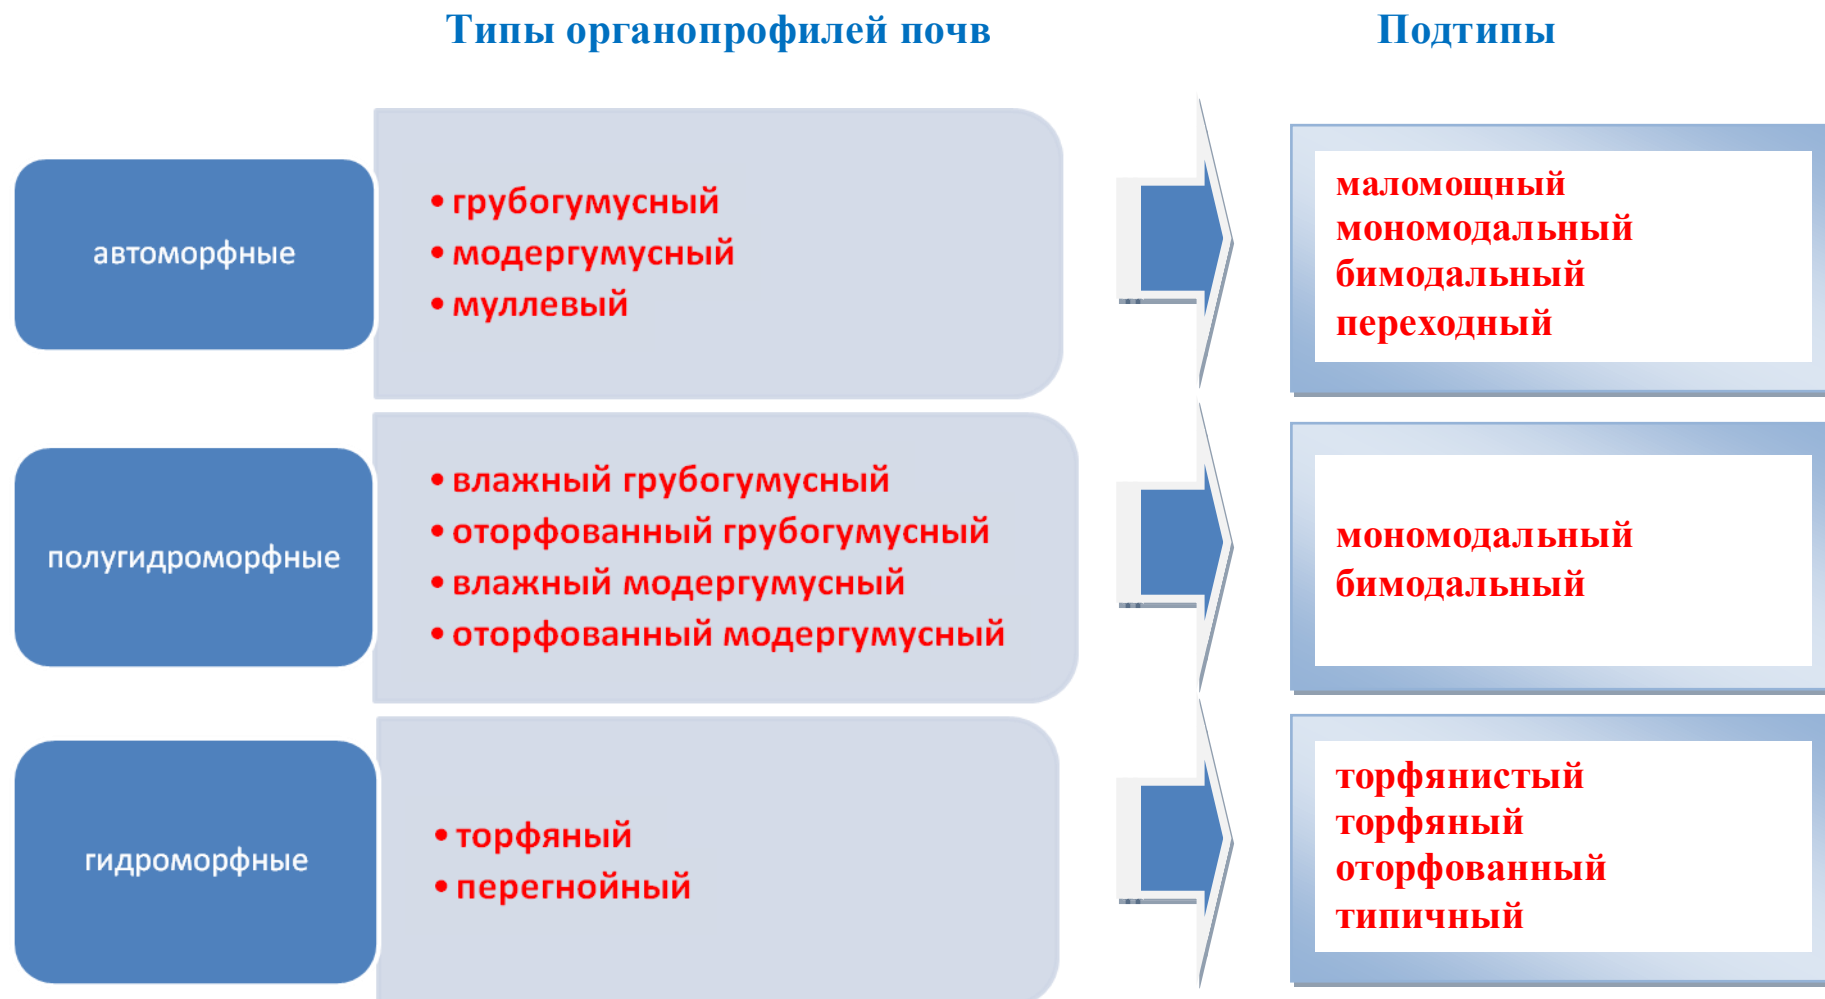 Типы органопрофилей почв
Подтипы
автоморфные
• грубогумусный
• модергумусный
• муллевый
маломощный
мономодальный
бимодальный
переходный
полугидроморфные
• влажный грубогумусный
• оторфованный грубогумусный
• влажный модергумусный
• оторфованный модергумусный
мономодальный
бимодальный
гидроморфные
• торфяный
• перегнойный
торфянистый
торфяный
оторфованный
типичный